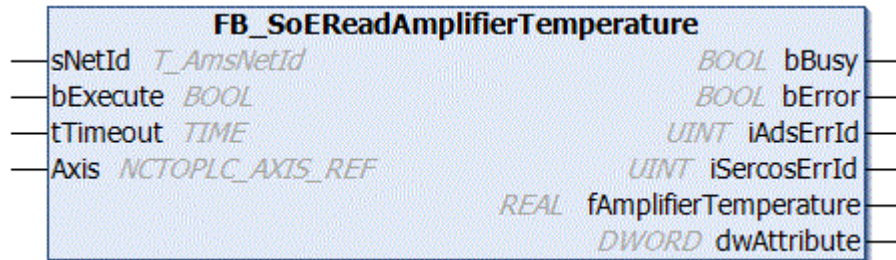 FB_SoEReadAmplifierTemperature
sNetId T_AmsNetId BOOL bBusy
bExecute BOOL BOOL bError
tTimeout TIME UINT iAdsErrId
Axis NCTOPLC_AXIS_REF UINT iSercosErrId
REAL fAmplifierTemperature
DWORD dwAttribute